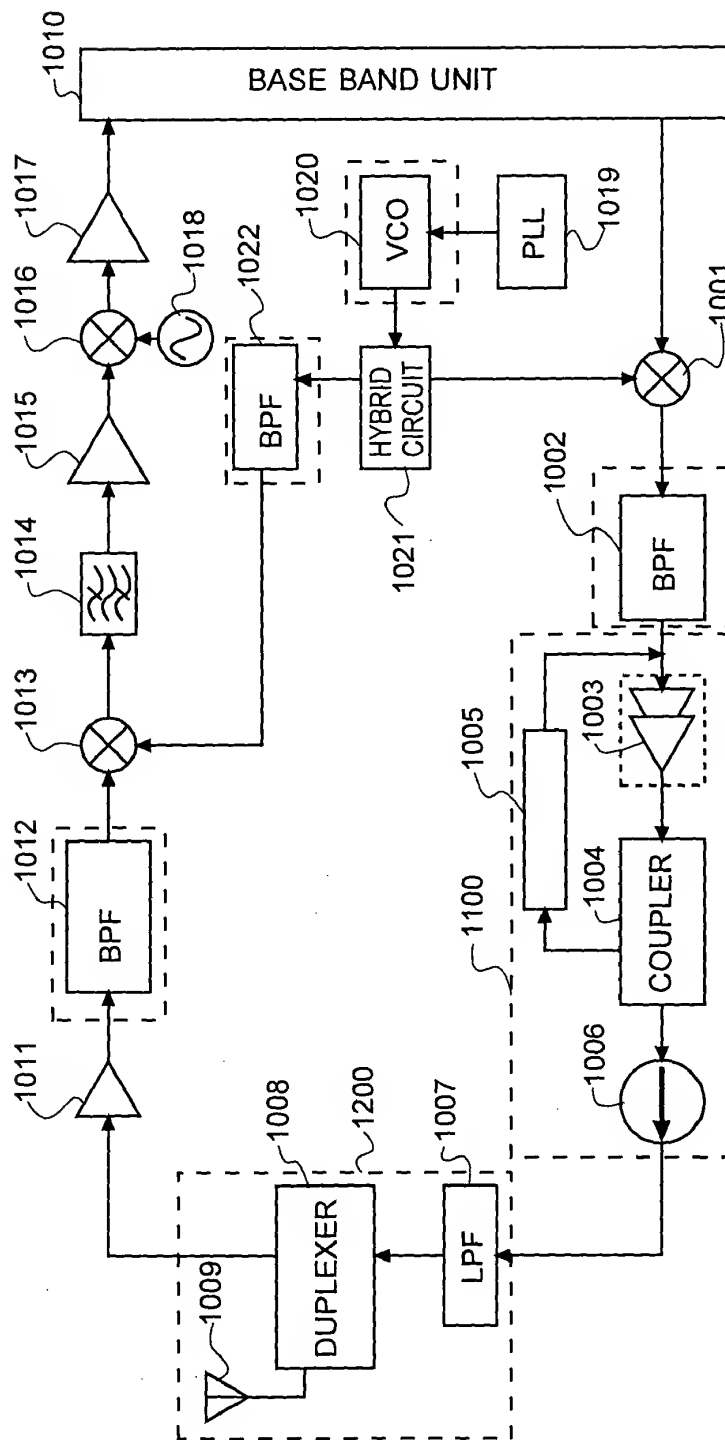 1009
DUPLEXER
1008
1200
LPF
1007
1011
BPF
1012
1013
1014
1015
1016
1017
1018
BASE BAND UNIT
1010
BPF
1022
VCO
1020
PLL
1019
HYBRID
CIRCUIT
1021
1001
BPF
1002
1003
1005
COUPLER
1004
1006
1100